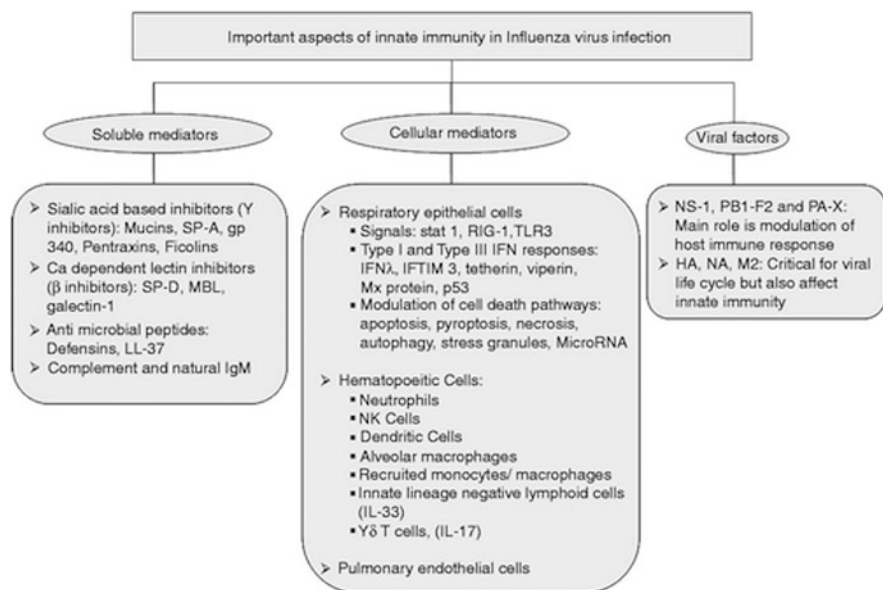 Important aspects of innate immunity in Influenza virus infection
Soluble mediators
Sialic acid based inhibitors (Y
inhibitors): Mucins, SP-A, gp
340, Pentraxins, Ficolins
Ca dependent lectin inhibitors
(β inhibitors): SP-D, MBL,
galectin-1
Anti microbial peptides:
Defensins, LL-37
Complement and natural IgM
Cellular mediators
Respiratory epithelial cells
Signals: stat 1, RIG-1,TLR3
Type I and Type III IFN responses:
IFNλ, IFTIM 3, tetherin, viperin,
Mx protein, p53
Modulation of cell death pathways:
apoptosis, pyroptosis, necrosis,
autophagy, stress granules, MicroRNA
Hematopoeitic Cells:
Neutrophils
NK Cells
Dendritic Cells
Alveolar macrophages
Recruited monocytes/ macrophages
Innate lineage negative lymphoid cells
(IL-33)
Yδ T cells, (IL-17)
Pulmonary endothelial cells
Viral factors
NS-1, PB1-F2 and PA-X:
Main role is modulation of
host immune response
HA, NA, M2: Critical for viral
life cycle but also affect
innate immunity